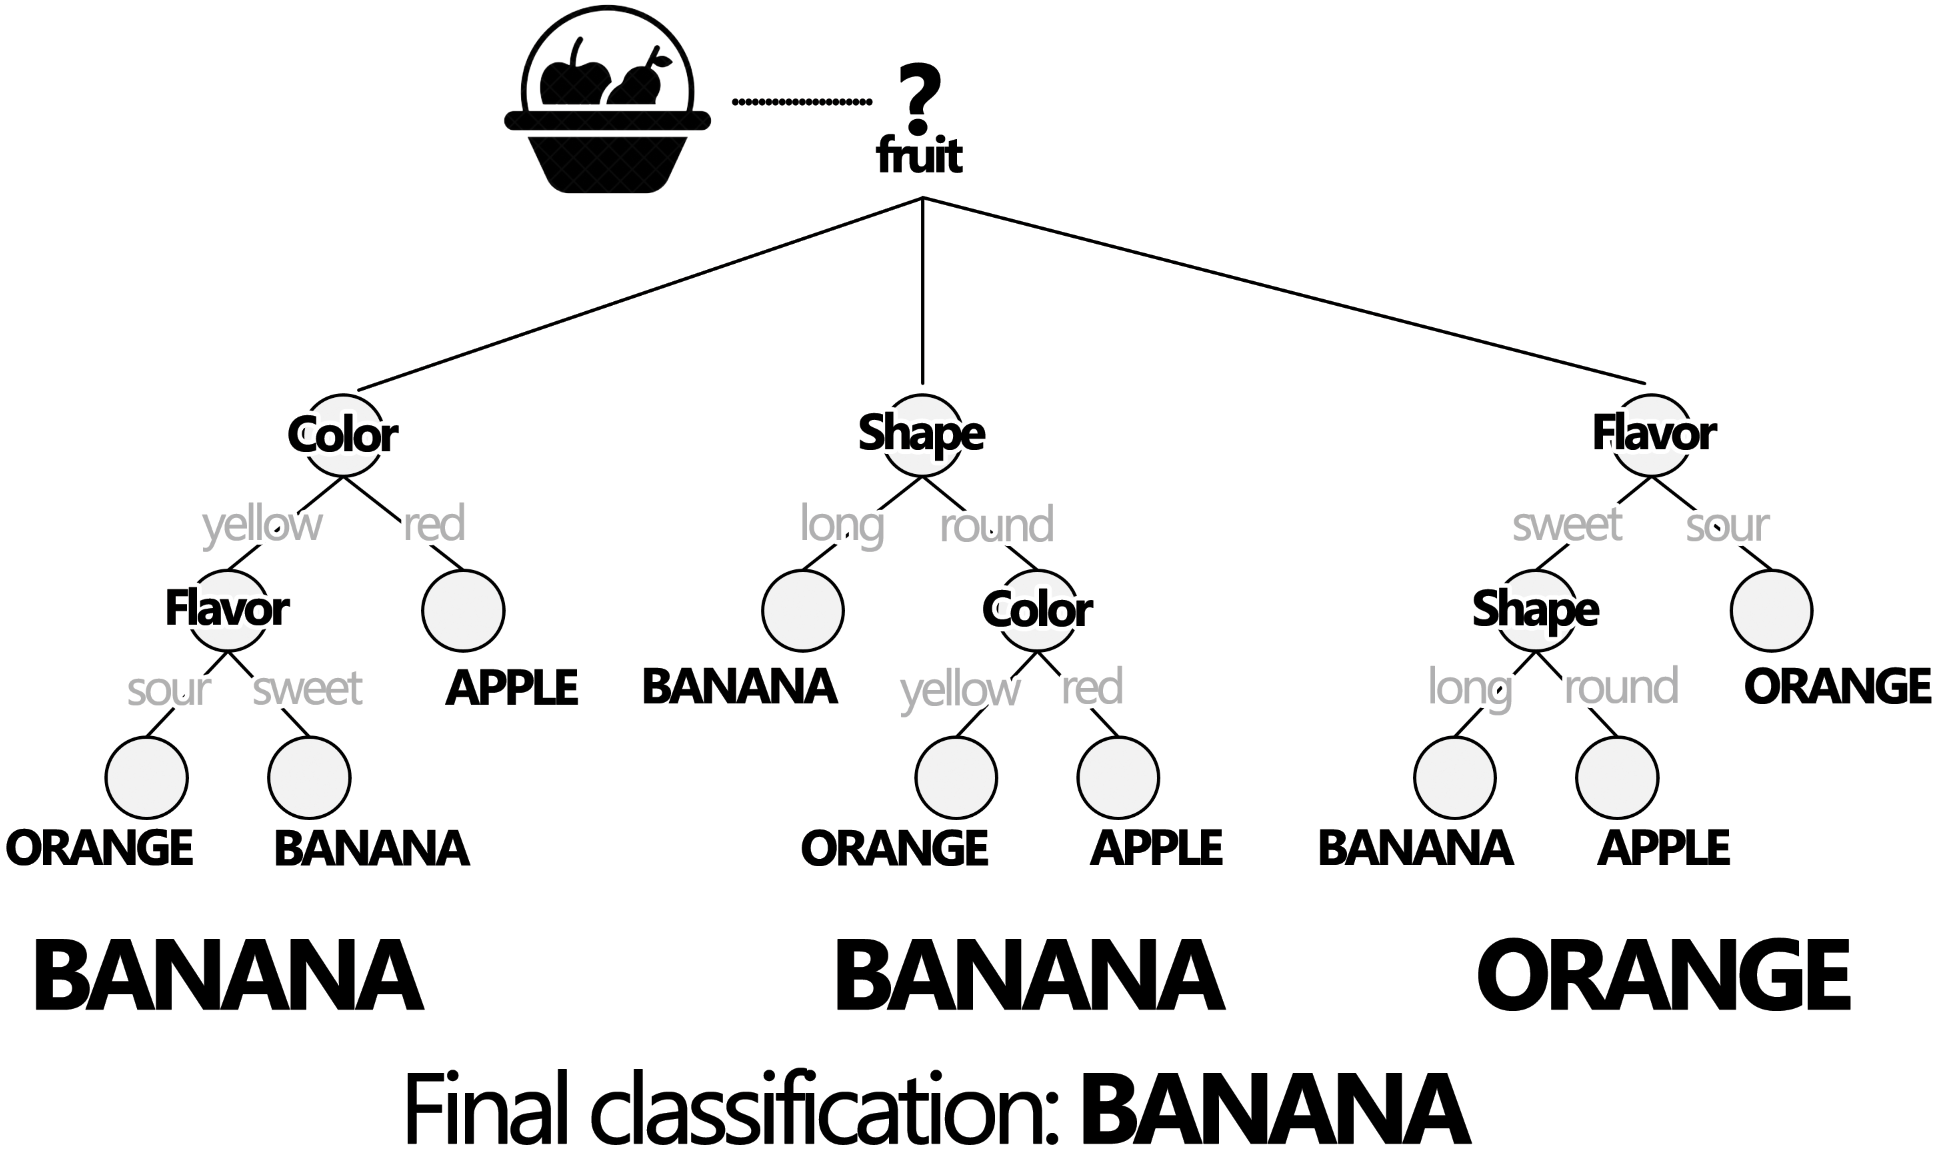 ?
fruit
Color Shape Flavor
yellow red long round sweet sour
Flavor Color Shape
APPLE BANANA ORANGE
sour sweet yellow red long round
ORANGE BANANA ORANGE APPLE BANANA APPLE
BANANA BANANA ORANGE
Final classification: BANANA